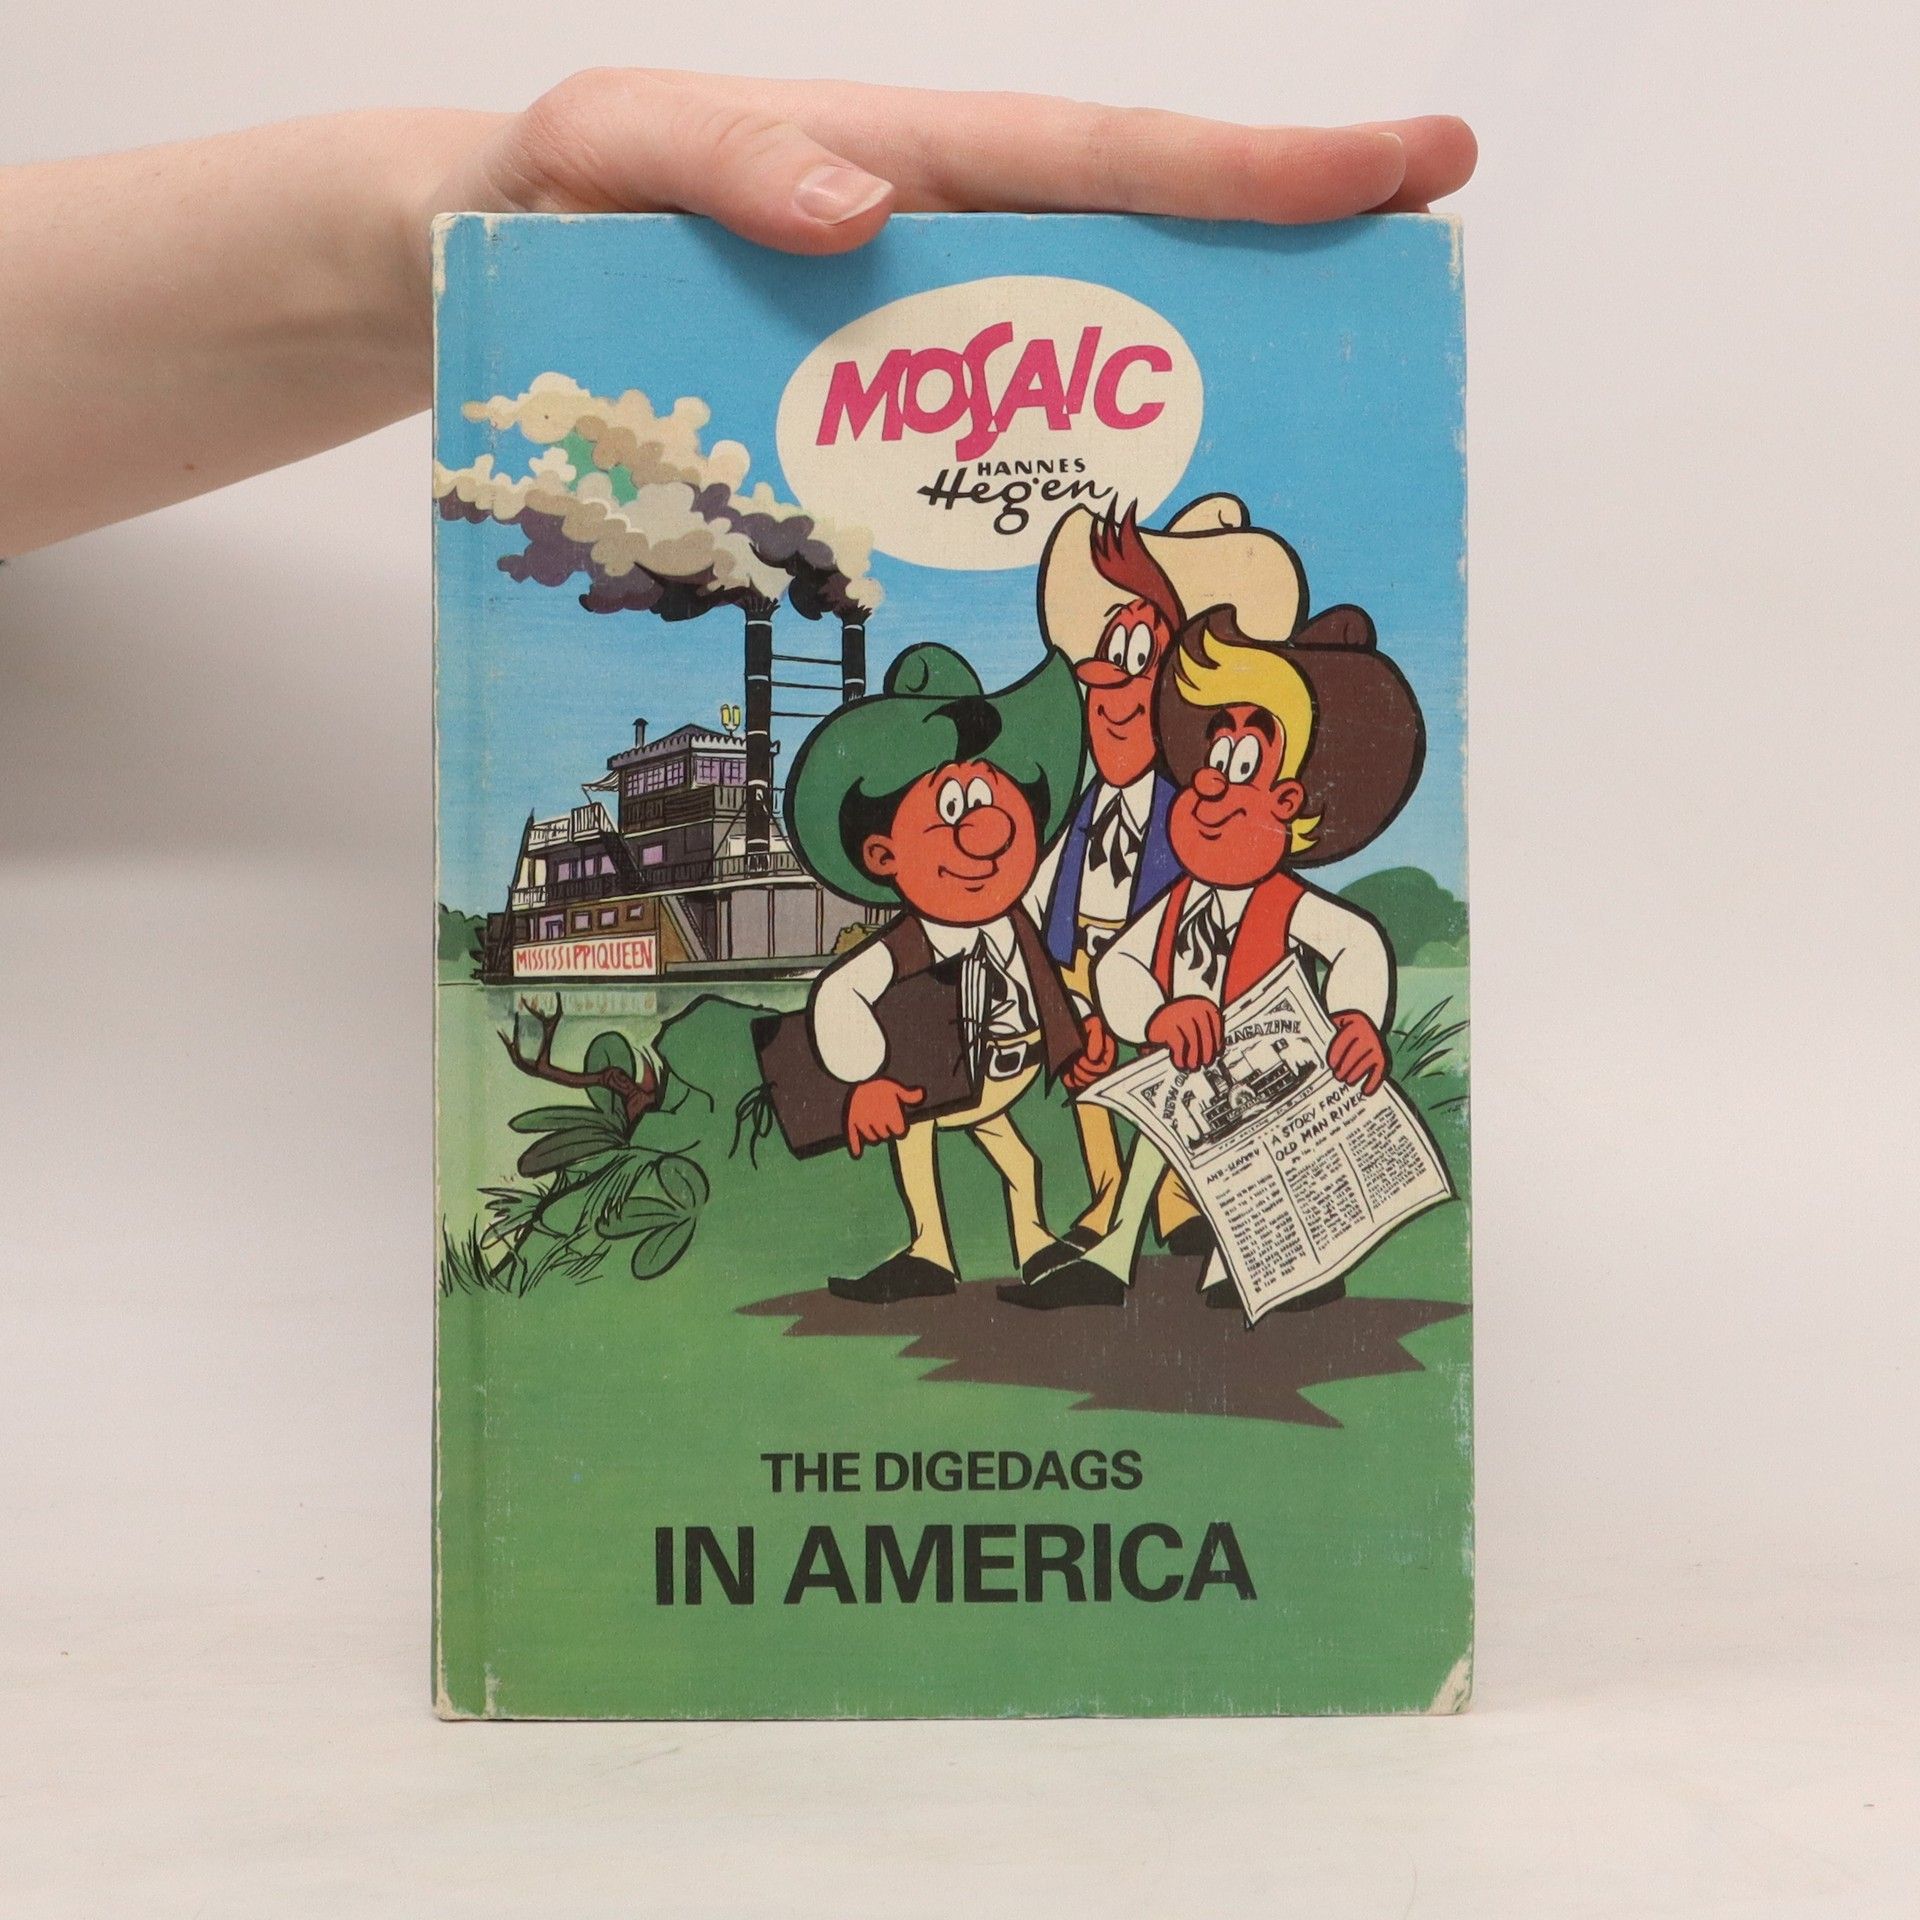 MOSAIC
HANNES
Hegen
MISSISSIPPIQUEEN
MAGAZINE
A STORY FROM
OLD MAN RIVER
THE DIGEDAGS
IN AMERICA